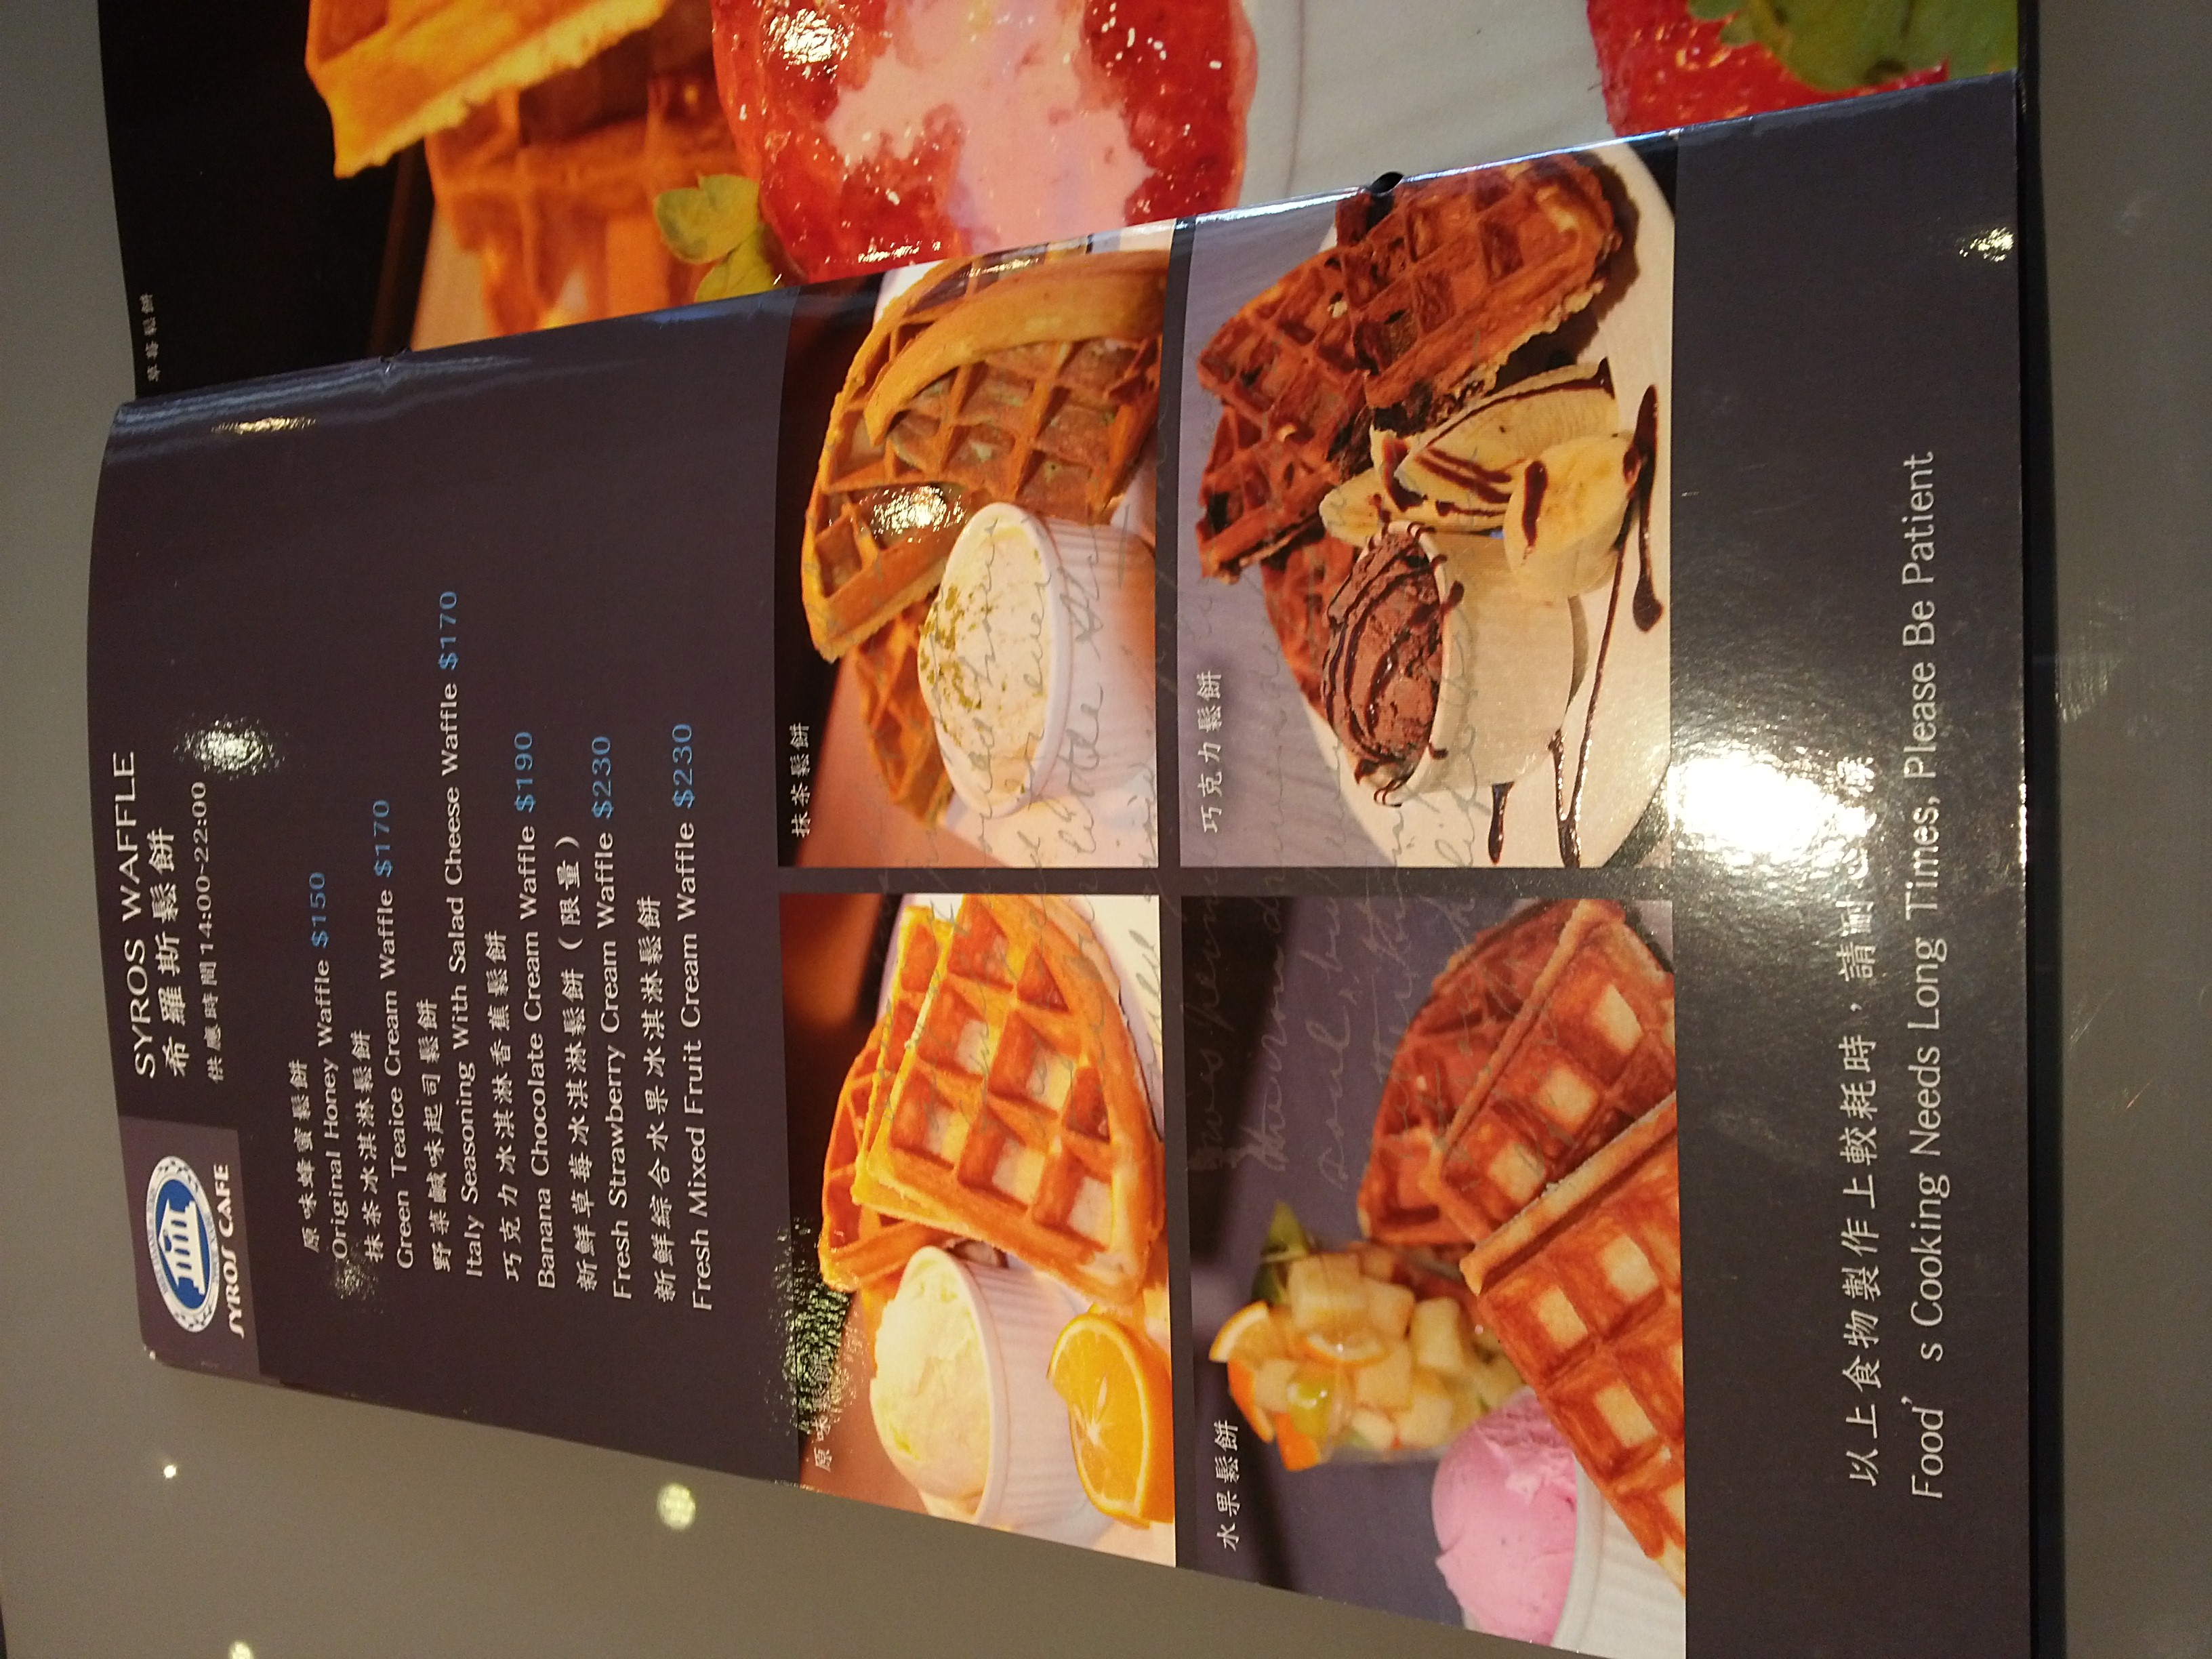 SYROS CAFE
SYROS WAFFLE
希羅斯鬆餅
供應時間14:00~22:00
原味蜂蜜鬆餅
Original Honey Waffle $150
抹茶冰淇淋鬆餅
Green Teaice Cream Waffle $170
野菜鹹味起司鬆餅
Italy Seasoning With Salad Cheese Waffle $170
巧克力冰淇淋香蕉鬆餅
Banana Chocolate Cream Waffle $190
新鮮草莓冰淇淋鬆餅（限量）
Fresh Strawberry Cream Waffle $230
新鮮綜合水果冰淇淋鬆餅
Fresh Mixed Fruit Cream Waffle $230
原味鬆餅
抹茶鬆餅
水果鬆餅
巧克力鬆餅
以上食物製作上較耗時，請耐
Food's Cooking Needs Long Times, Please Be Patient
草莓鬆餅